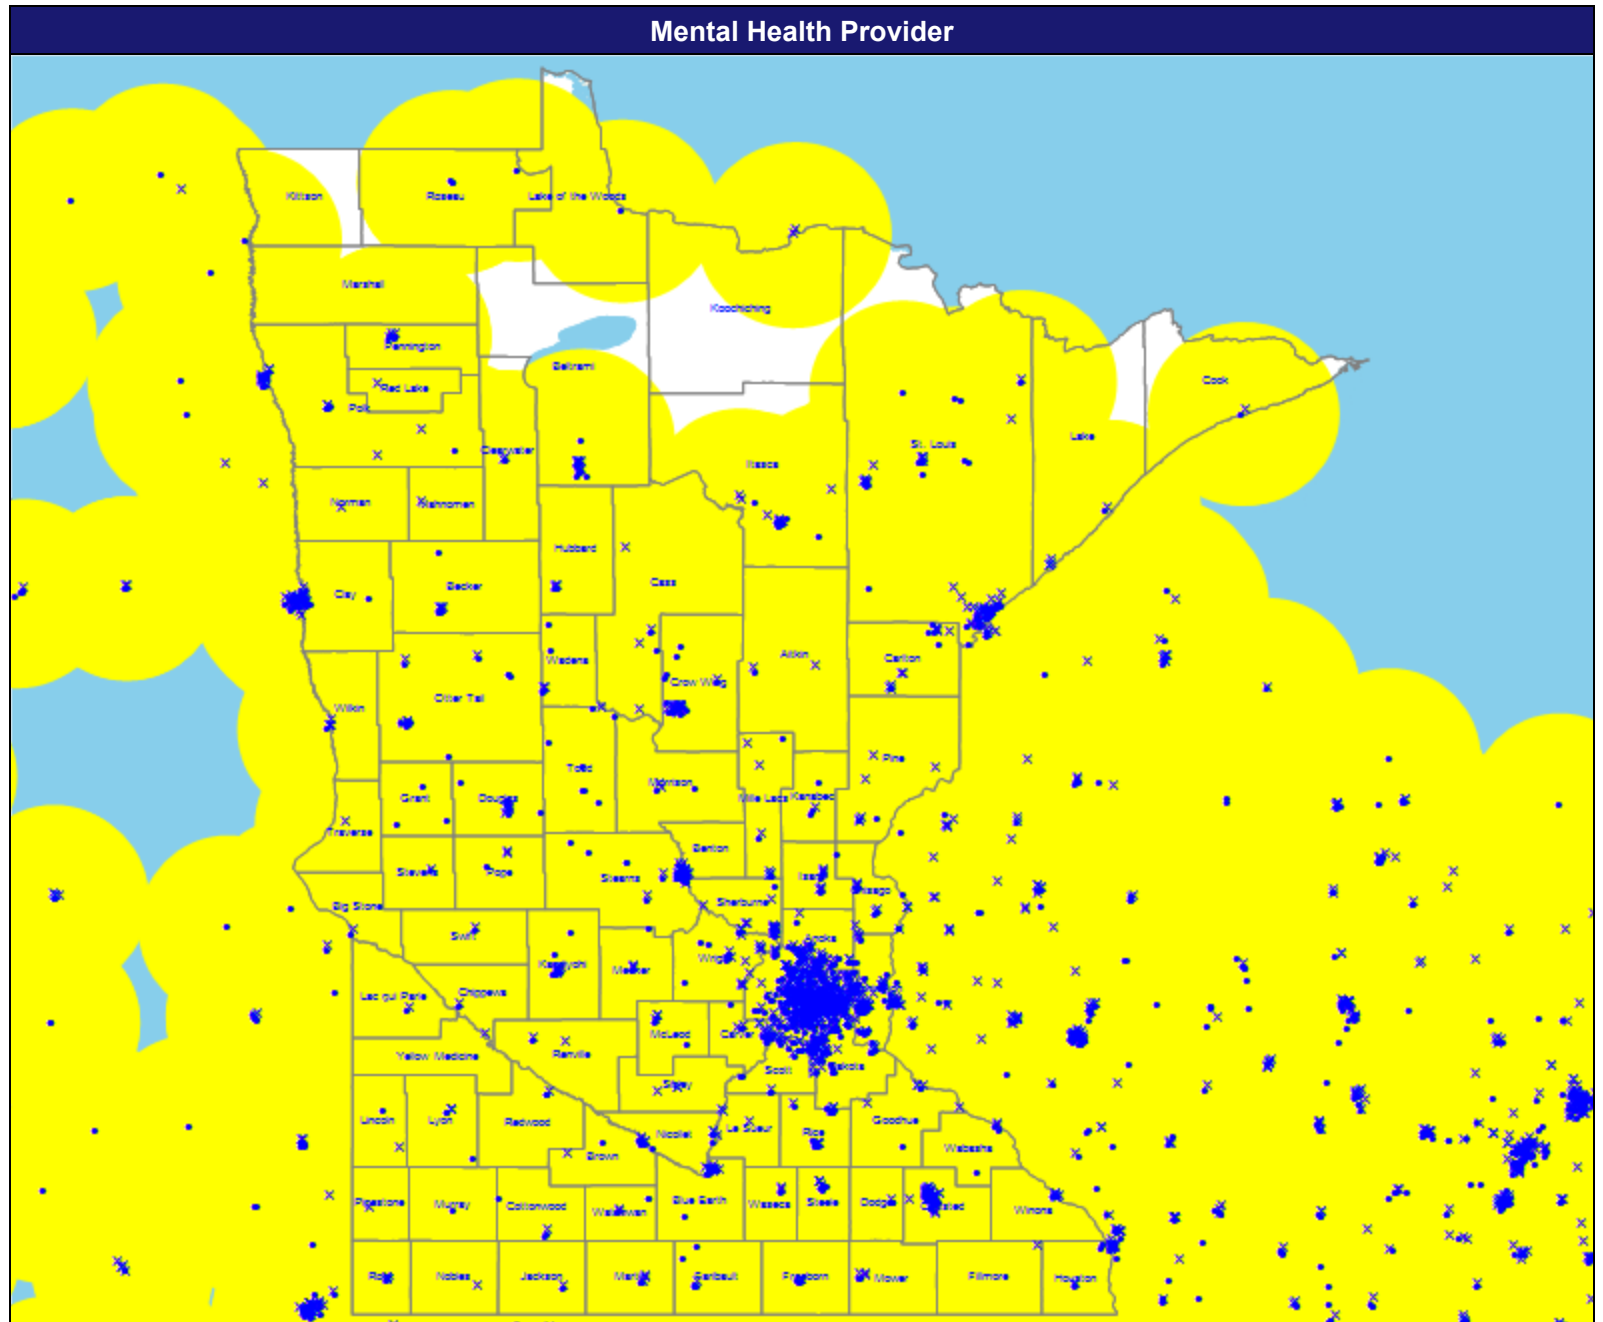 Mental Health Provider
Kittson
Roseau
Lake of the Woods
Marshall
Koochiching
Pennington
Beltrami
Red Lake
Cook
Polk
Lake
St. Louis
Clearwater
Itasca
Norman
Mahnomen
Hubbard
Becker
Cass
Clay
Aitkin
Carlton
Wadena
Crow Wing
Otter Tail
Wilkin
Pine
Todd
Morrison
Grant
Douglas
Mille Lacs
Kanabec
Traverse
Benton
Stevens
Pope
Stearns
Isanti
Chisago
Sherburne
Big Stone
Swift
Anoka
Wright
Kandiyohi
Meeker
Chippewa
Lac qui Parle
McLeod
Carver
Renville
Yellow Medicine
Scott
Dakota
Sibley
Lincoln
Lyon
Redwood
Goodhue
Le Sueur
Rice
Nicollet
Wabasha
Brown
Pipestone
Murray
Cottonwood
Watonwan
Blue Earth
Waseca
Steele
Dodge
Olmsted
Winona
Rock
Nobles
Jackson
Martin
Faribault
Freeborn
Mower
Fillmore
Houston